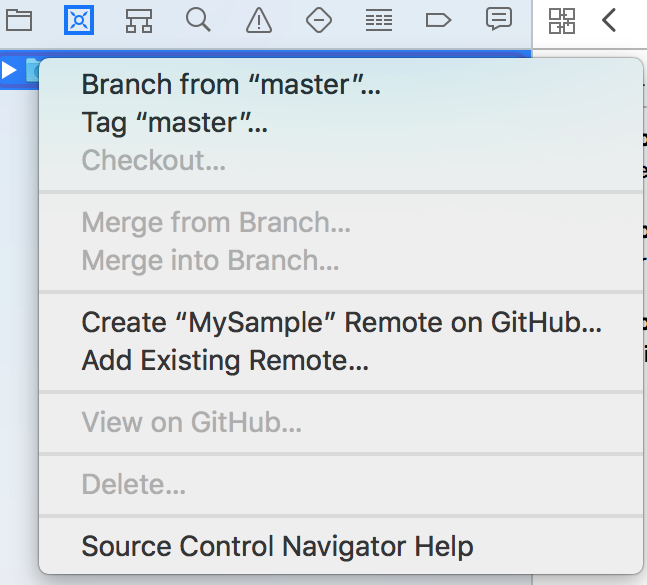 Branch from “master”...
Tag “master”...
Checkout...
Merge from Branch...
Merge into Branch...
Create “MySample” Remote on GitHub...
Add Existing Remote...
View on GitHub...
Delete...
Source Control Navigator Help